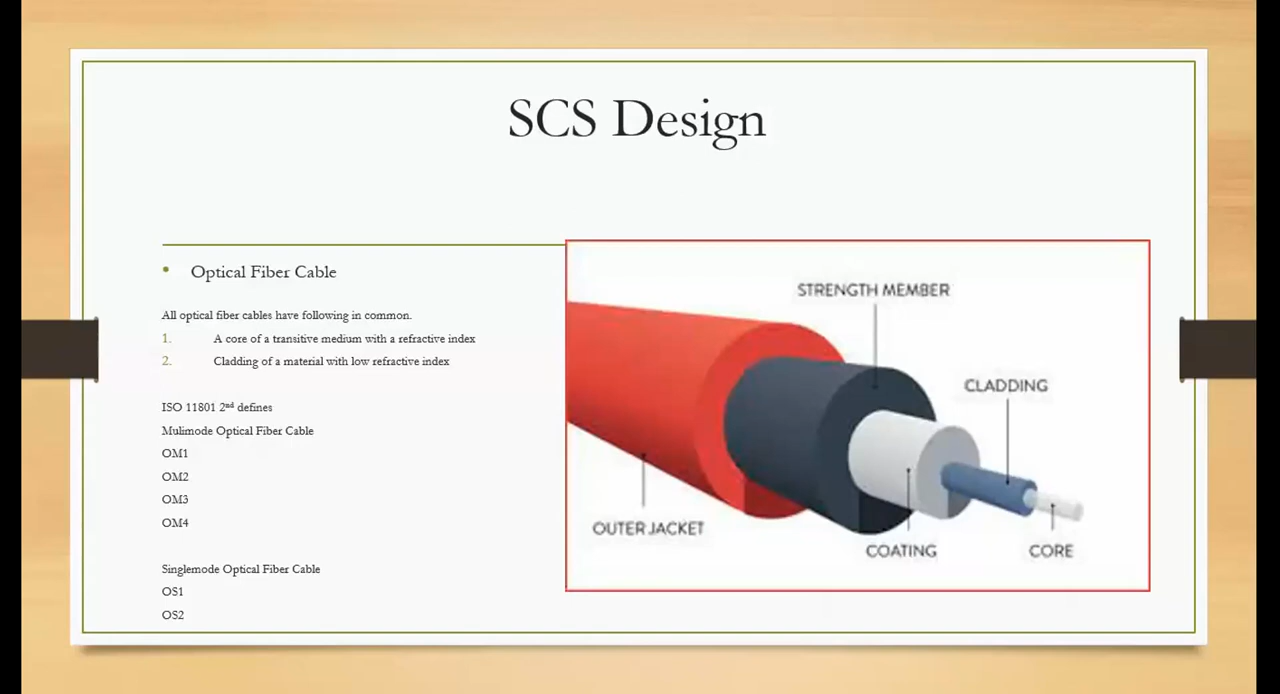 SCS Design
• Optical Fiber Cable
All optical fiber cables have following in common.
1. A core of a transitive medium with a refractive index
2. Cladding of a material with low refractive index
ISO 11801 2nd defines
Mulimode Optical Fiber Cable
OM1
OM2
OM3
OM4
Singlemode Optical Fiber Cable
OS1
OS2
STRENGTH MEMBER
CLADDING
OUTER JACKET
COATING
CORE